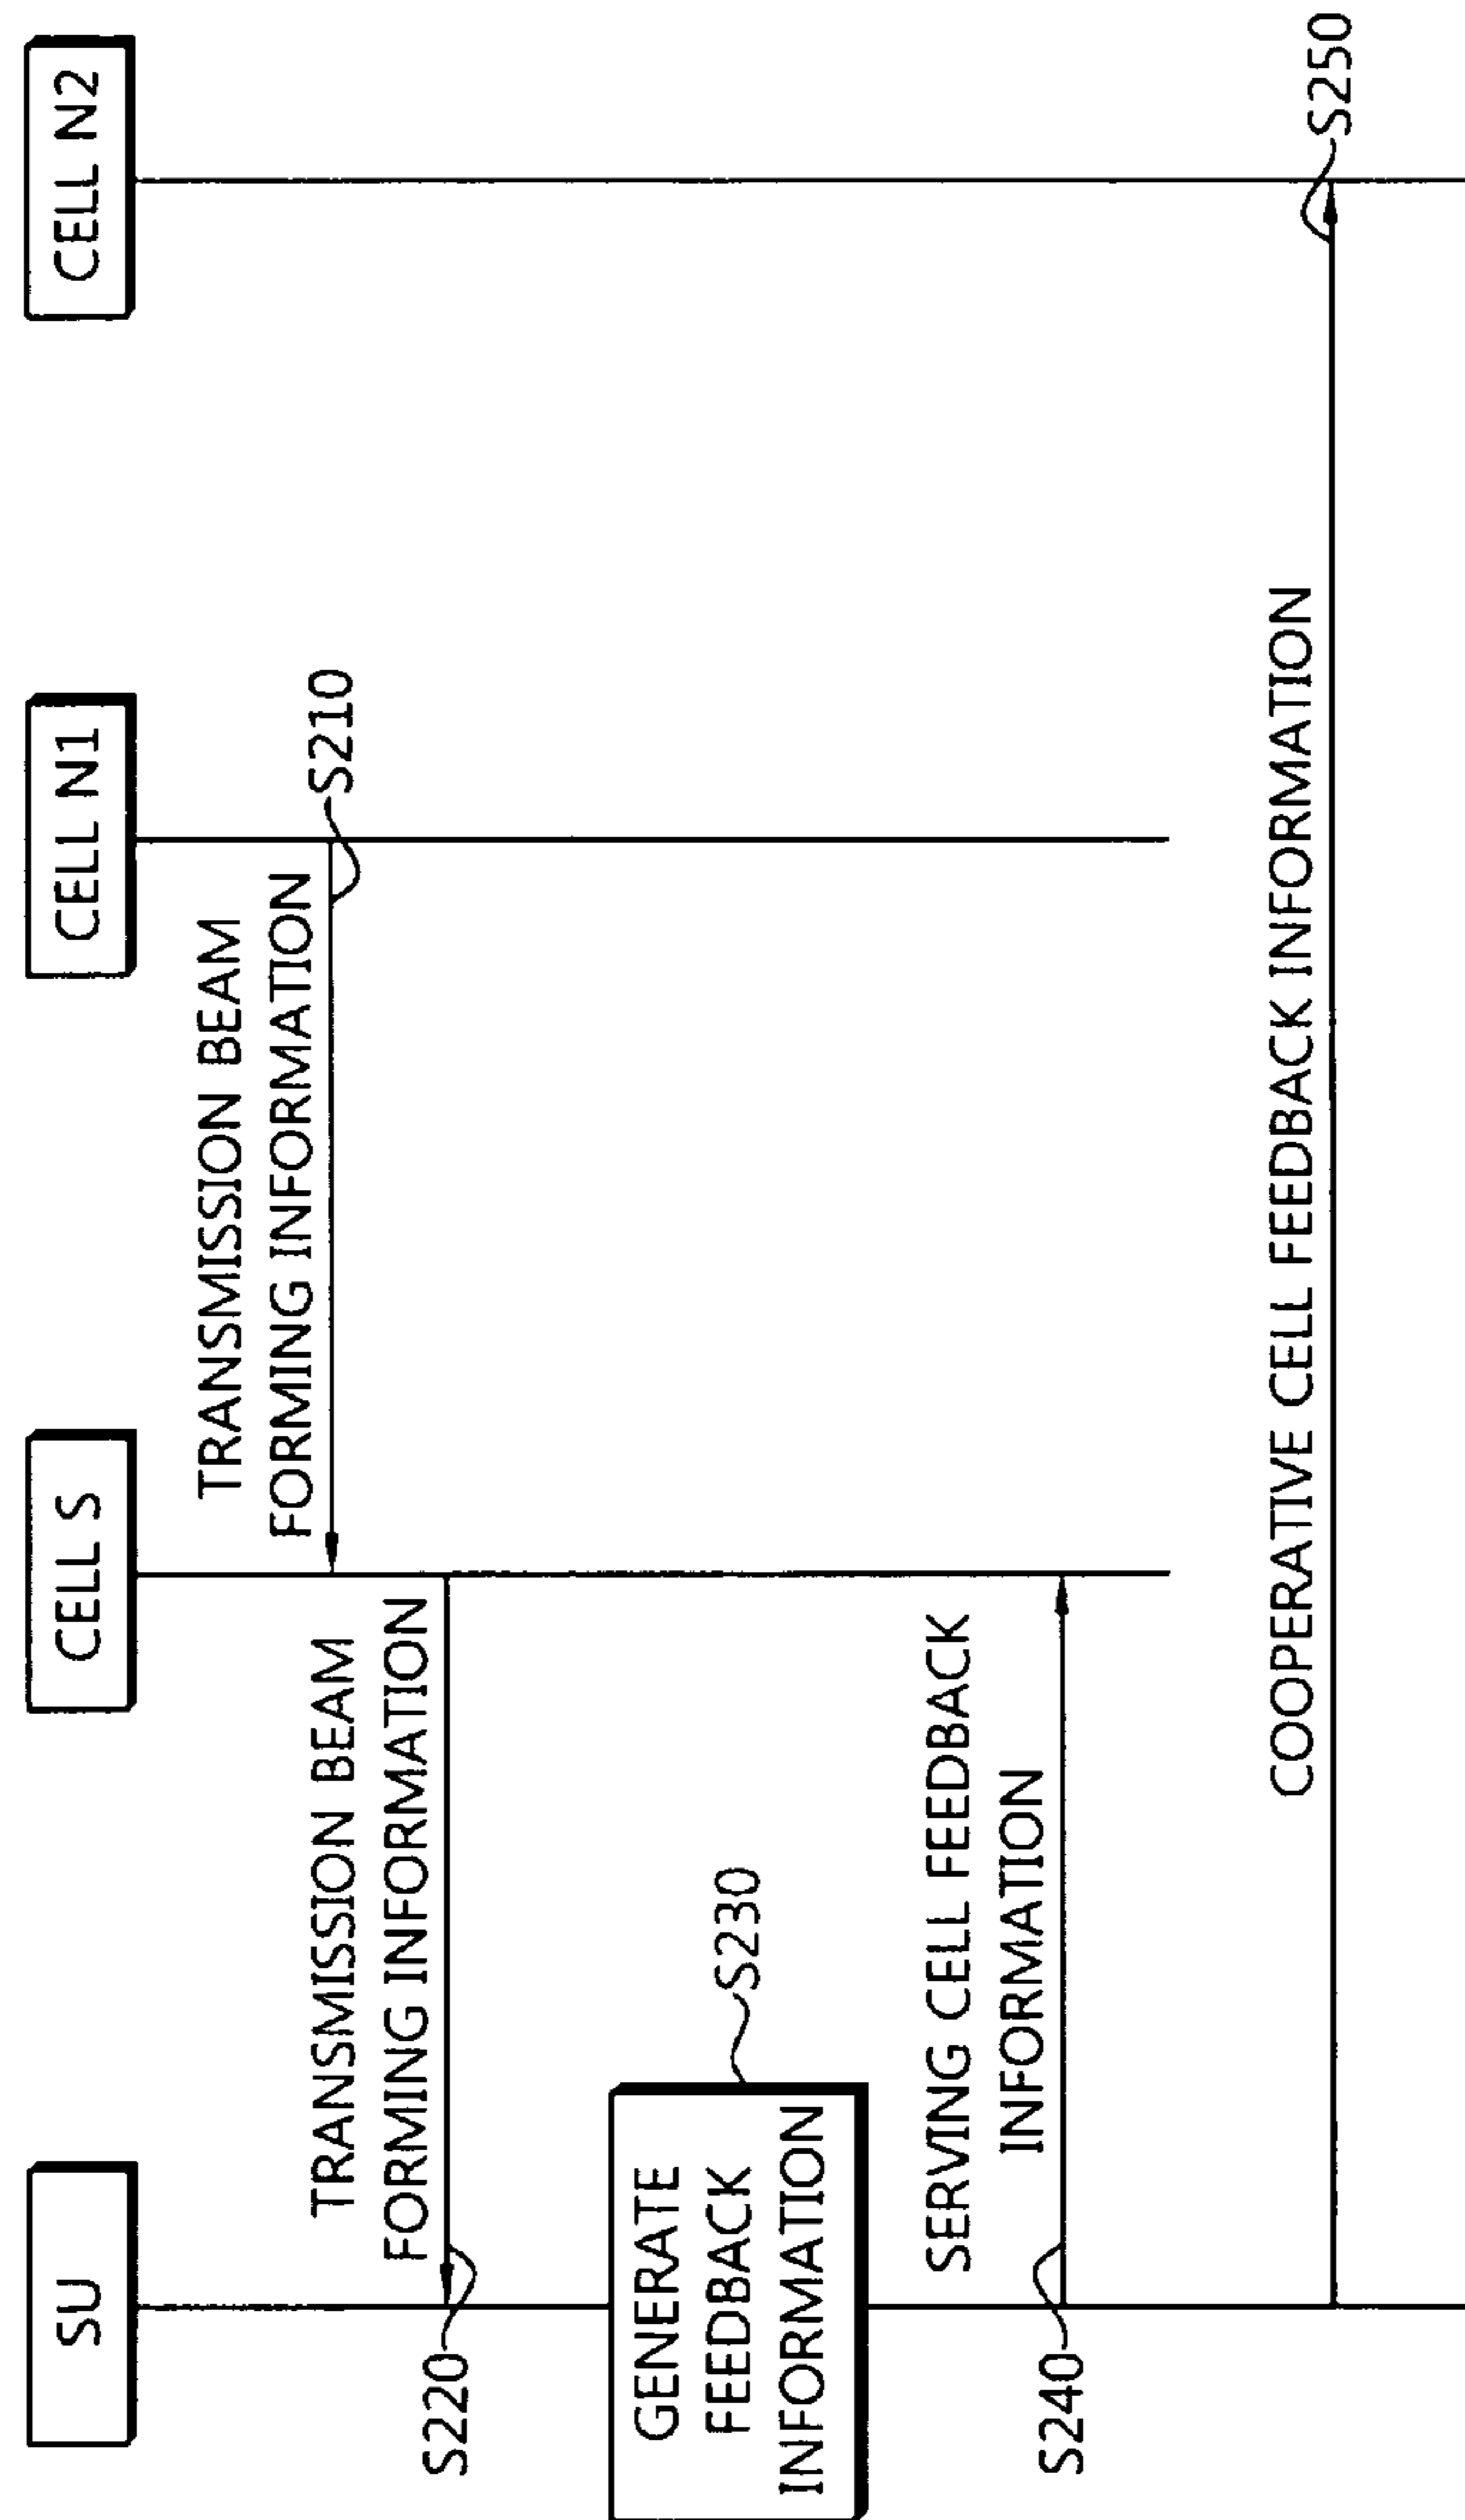 SU
CELL S
CELL N1
CELL N2
TRANSMISSION BEAM
FORMING INFORMATION
S210
TRANSMISSION BEAM
FORMING INFORMATION
S220
GENERATE
FEEDBACK
INFORMATION
S230
SERVING CELL FEEDBACK
INFORMATION
S240
COOPERATIVE CELL FEEDBACK INFORMATION
S250